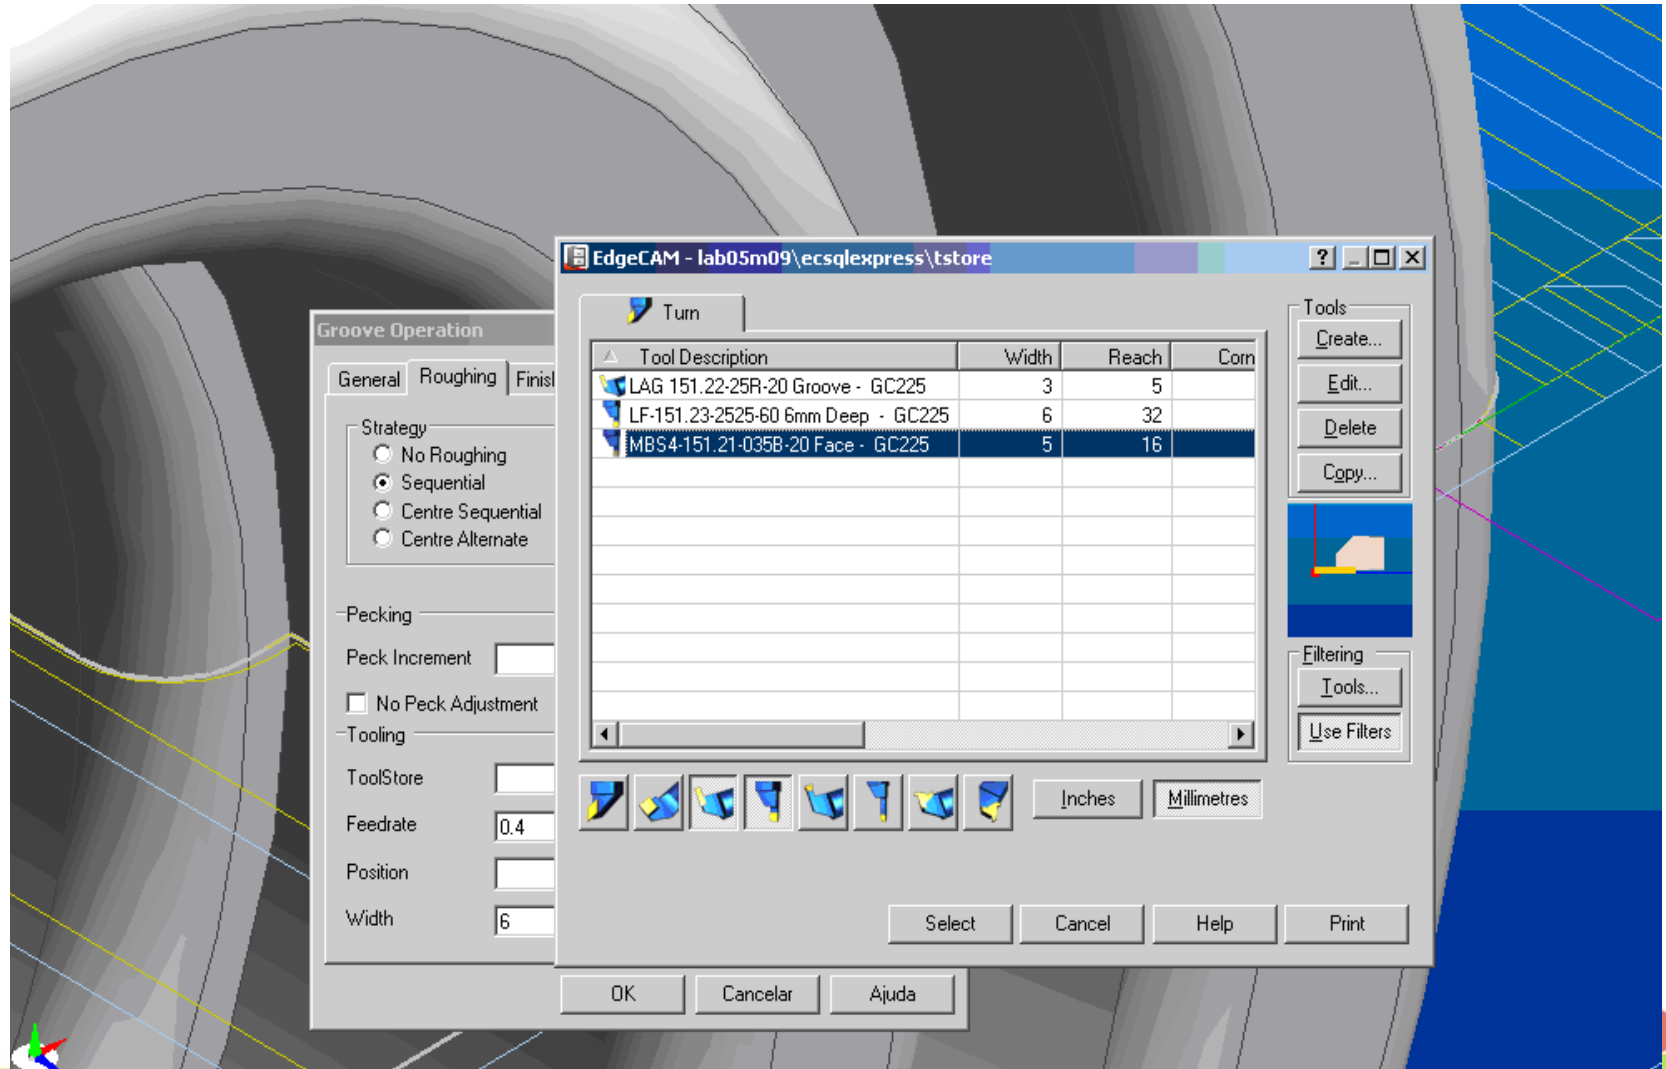 EdgeCAM - lab05m09\ecsqlexpress\tstore
Turn
Tool Description Width Reach Corn
LAG 151.22-25R-20 Groove - GC225 3 5
LF-151.23-2525-60 6mm Deep - GC225 6 32
MBS4-151.21-035B-20 Face - GC225 5 16
Tools
Create...
Edit...
Delete
Copy...
Filtering
Tools...
Use Filters
Inches Millimetres
Select Cancel Help Print
Groove Operation
General Roughing Finis
Strategy
No Roughing
Sequential
Centre Sequential
Centre Alternate
Pecking
Peck Increment
No Peck Adjustment
Tooling
ToolStore
Feedrate 0.4
Position
Width 6
OK Cancelar Ajuda